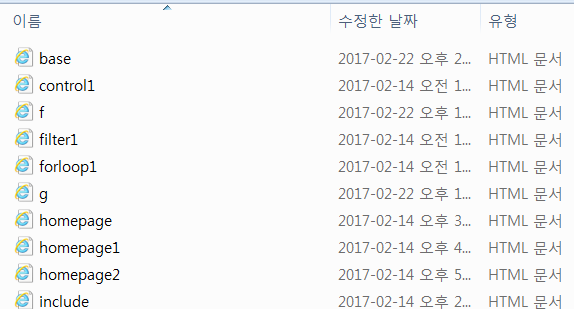 이름 수정한 날짜 유형
base 2017-02-22 오후 2... HTML 문서
control1 2017-02-14 오전 1... HTML 문서
f 2017-02-22 오후 1... HTML 문서
filter1 2017-02-14 오전 1... HTML 문서
forloop1 2017-02-14 오전 1... HTML 문서
g 2017-02-22 오후 1... HTML 문서
homepage 2017-02-14 오후 3... HTML 문서
homepage1 2017-02-14 오후 4... HTML 문서
homepage2 2017-02-14 오후 5... HTML 문서
include 2017-02-14 오후 2... HTML 문서